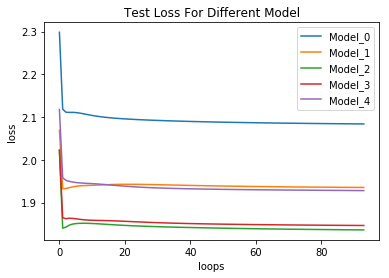 Test Loss For Different Model
Model_0
Model_1
Model_2
Model_3
Model_4
2.3
2.2
2.1
2.0
1.9
loss
0
20
40
60
80
loops